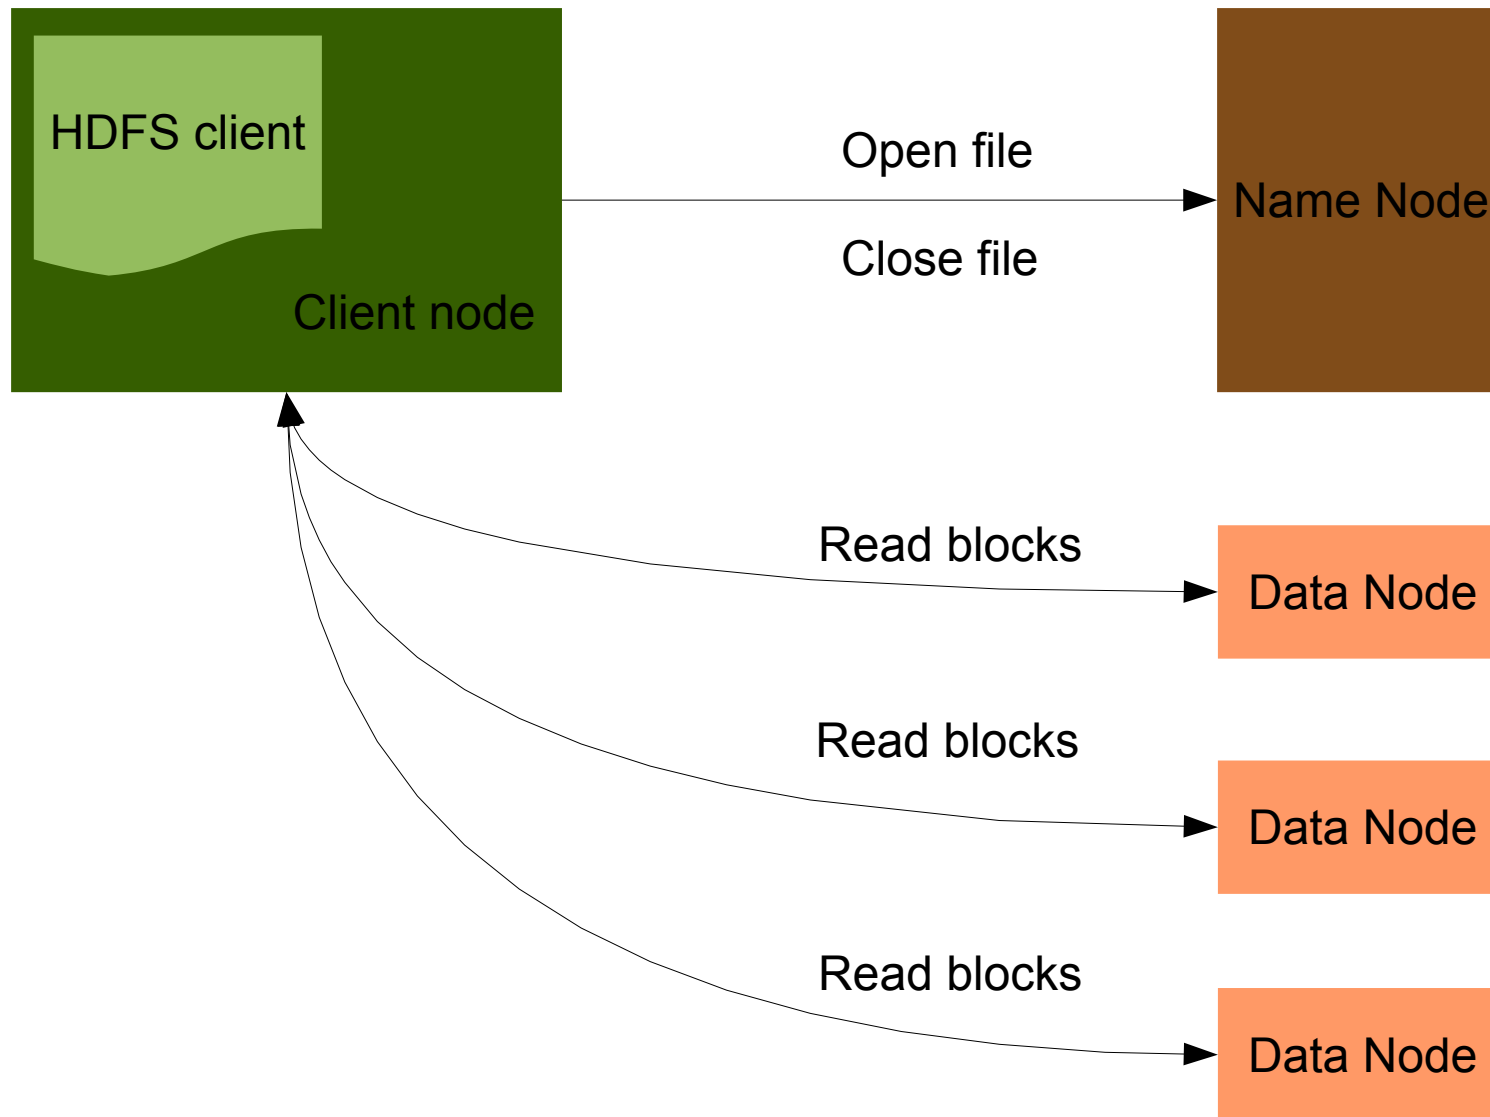 HDFS client
Client node
Open file
Close file
Name Node
Read blocks
Data Node
Read blocks
Data Node
Read blocks
Data Node